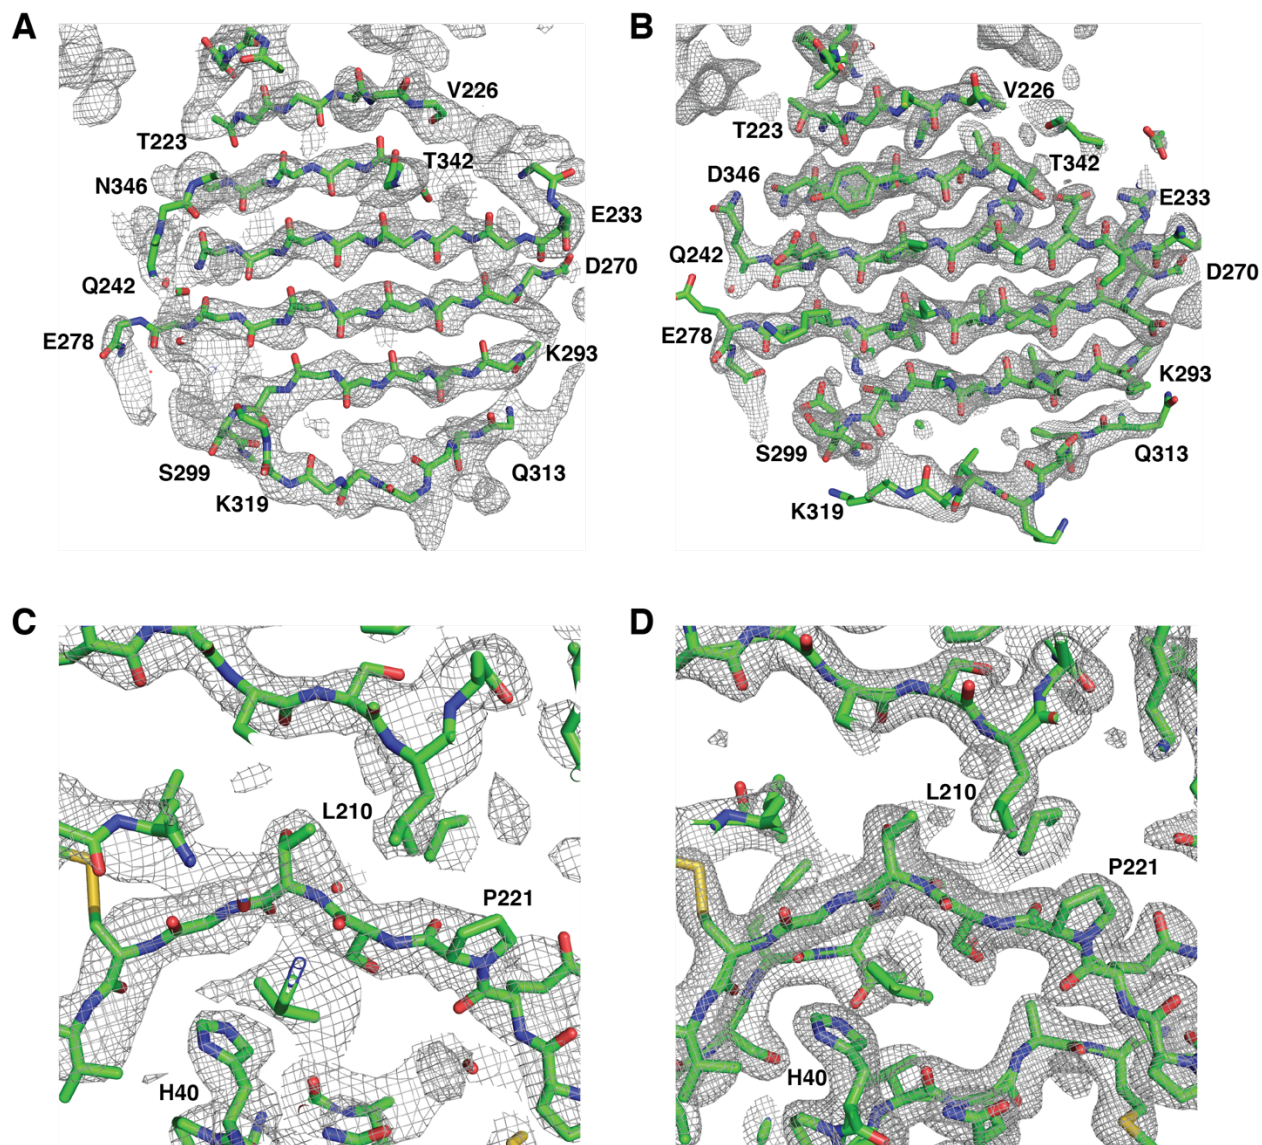 A
B
V226
T223
T342
N346
E233
Q242
D270
E278
K293
S299
Q313
K319
V226
T223
T342
D346
E233
Q242
D270
E278
K293
S299
Q313
K319
C
D
L210
P221
H40
L210
P221
H40